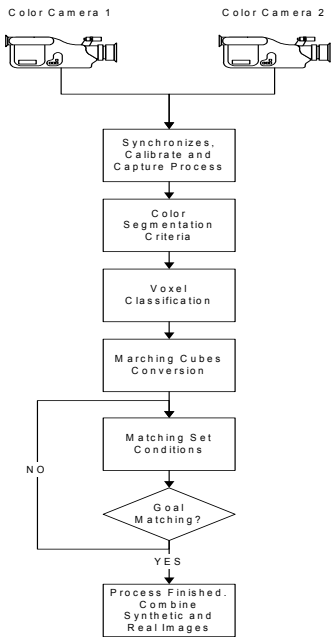 Color Camera 1
Color Camera 2
Synchronizes,
Calibrate and
Capture Process
Color
Segmentation
Criteria
Voxel
Classification
Marching Cubes
Conversion
Matching Set
Conditions
NO
Goal
Matching?
YES
Process Finished.
Combine
Synthetic and
Real Images